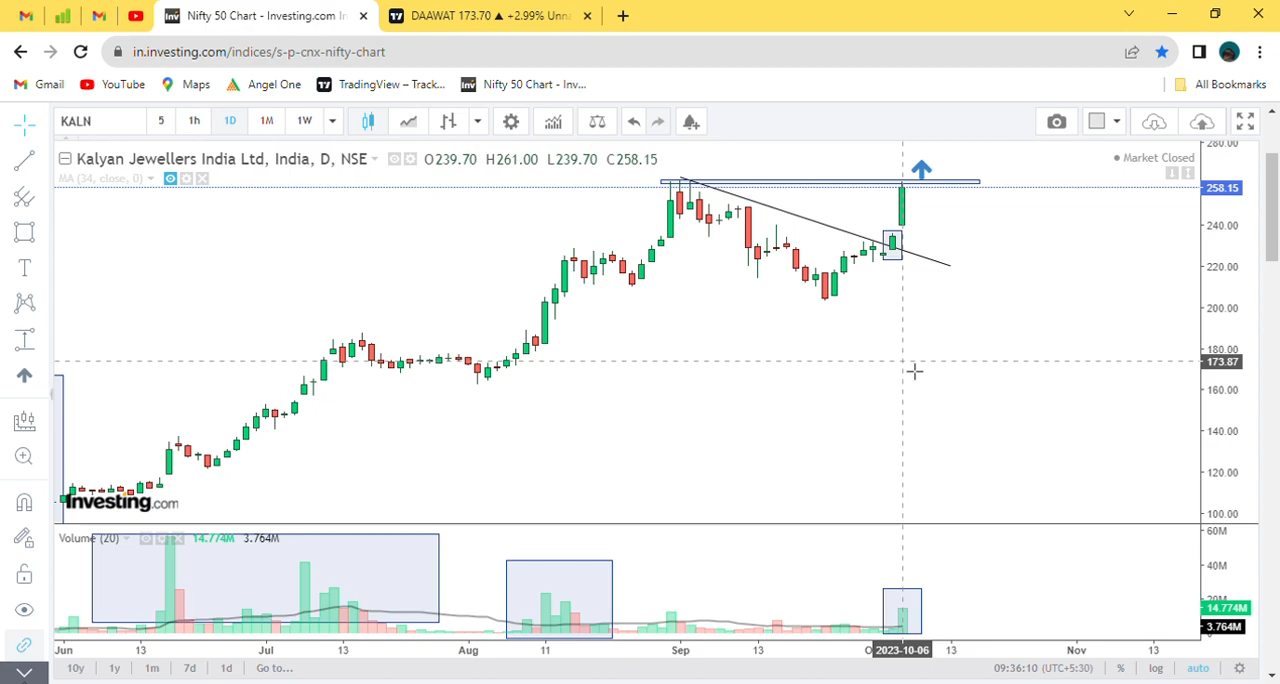 Nifty 50 Chart - Investing.com In
DAAWAT 173.70 ▲ +2.99% Unna
in.investing.com/indices/s-p-cnx-nifty-chart
Gmail YouTube Maps Angel One TradingView – Track... Nifty 50 Chart - Inv... All Bookmarks
KALN 5 1h 1D 1M 1W
Kalyan Jewellers India Ltd, India, D, NSE O239.70 H261.00 L239.70 C258.15
Market Closed
MA (34, close, 0)
280.00
258.15
240.00
220.00
200.00
180.00
173.87
160.00
140.00
120.00
100.00
Investing.com
Volume (20) 14.774M 3.764M
60M
40M
20M
14.774M
3.764M
Jun 13 Jul 13 Aug 11 Sep 13 2023-10-06 13 Nov 13
10y 1y 1m 7d 1d Go to... 09:36:10 (UTC+5:30) % log auto